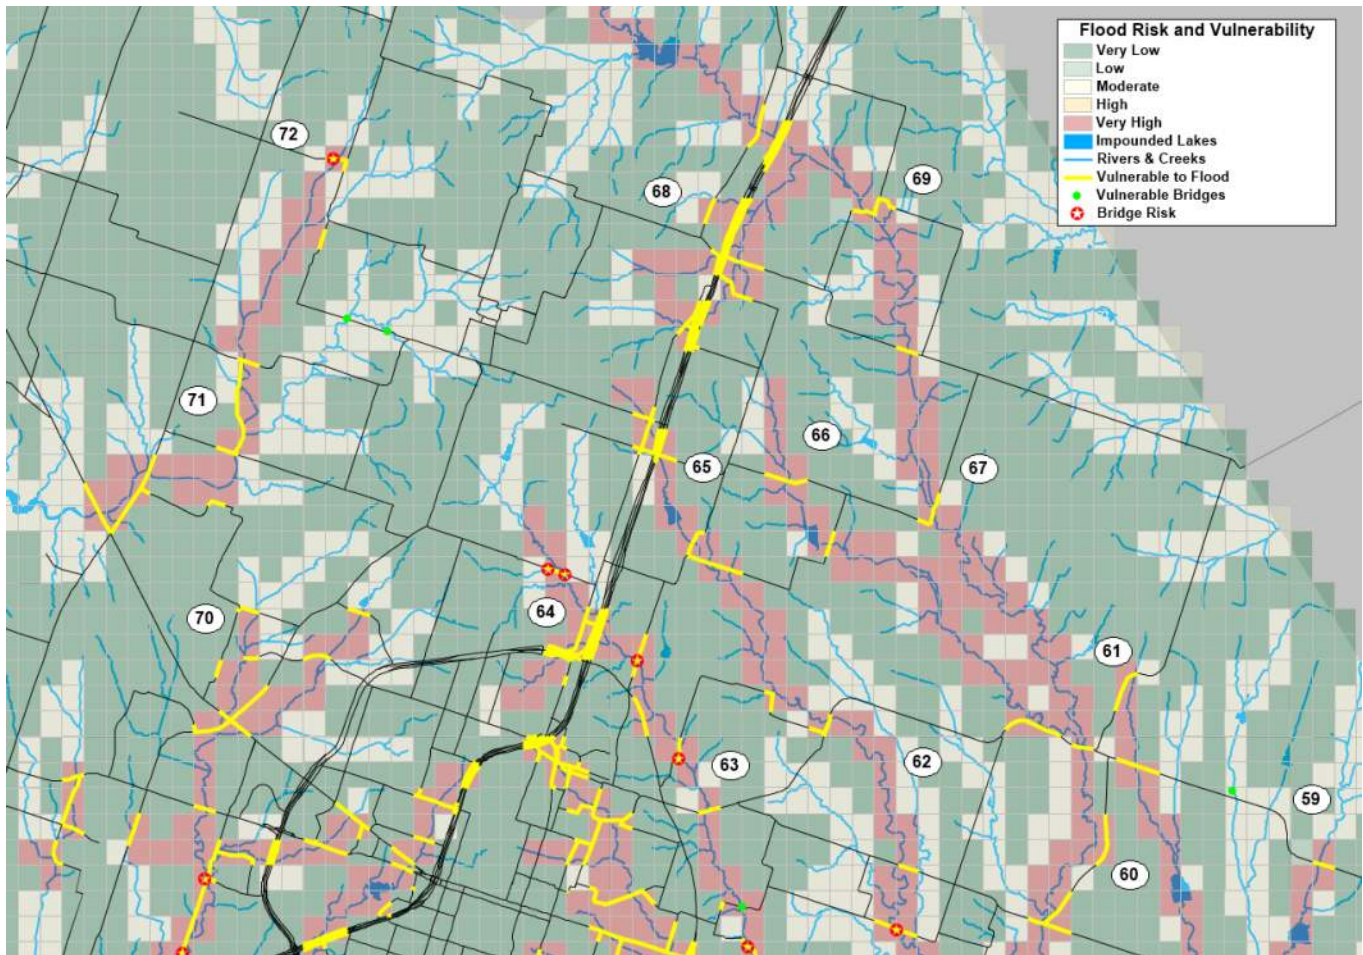 Flood Risk and Vulnerability
Very Low
Low
Moderate
High
Very High
Impounded Lakes
Rivers & Creeks
Vulnerable to Flood
Vulnerable Bridges
Bridge Risk
72
68
69
71
66
65
67
64
70
61
63
62
59
60